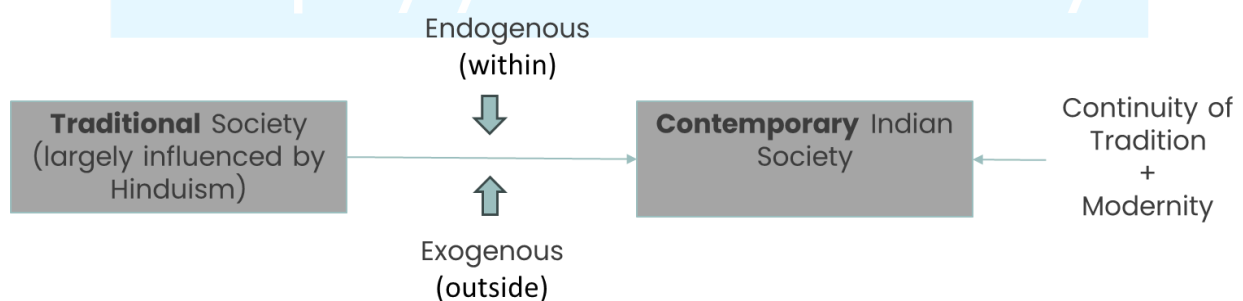 Endogenous
(within)
Traditional Society
(largely influenced by
Hinduism)
Contemporary Indian
Society
Continuity of
Tradition
+
Modernity
Exogenous
(outside)